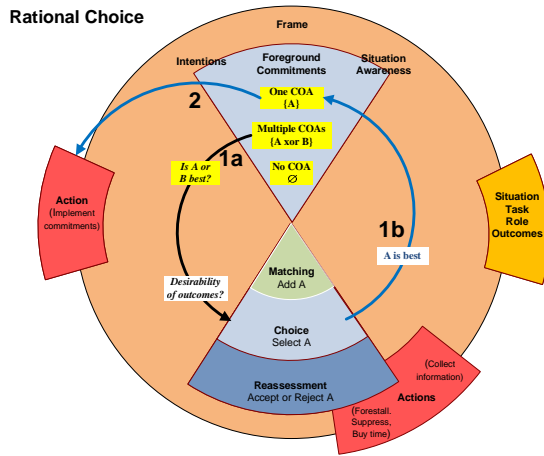 Rational Choice
Frame
Foreground
Commitments
Intentions
Situation
Awareness
One COA
{A}
2
Multiple COAs
{A xor B}
1a
Is A or
B best?
No COA
∅
Action
(Implement
commitments)
Situation
Task
Role
Outcomes
1b
A is best
Matching
Add A
Desirability
of outcomes?
Choice
Select A
Reassessment
Accept or Reject A
(Collect
information)
Actions
(Forestall.
Suppress,
Buy time)